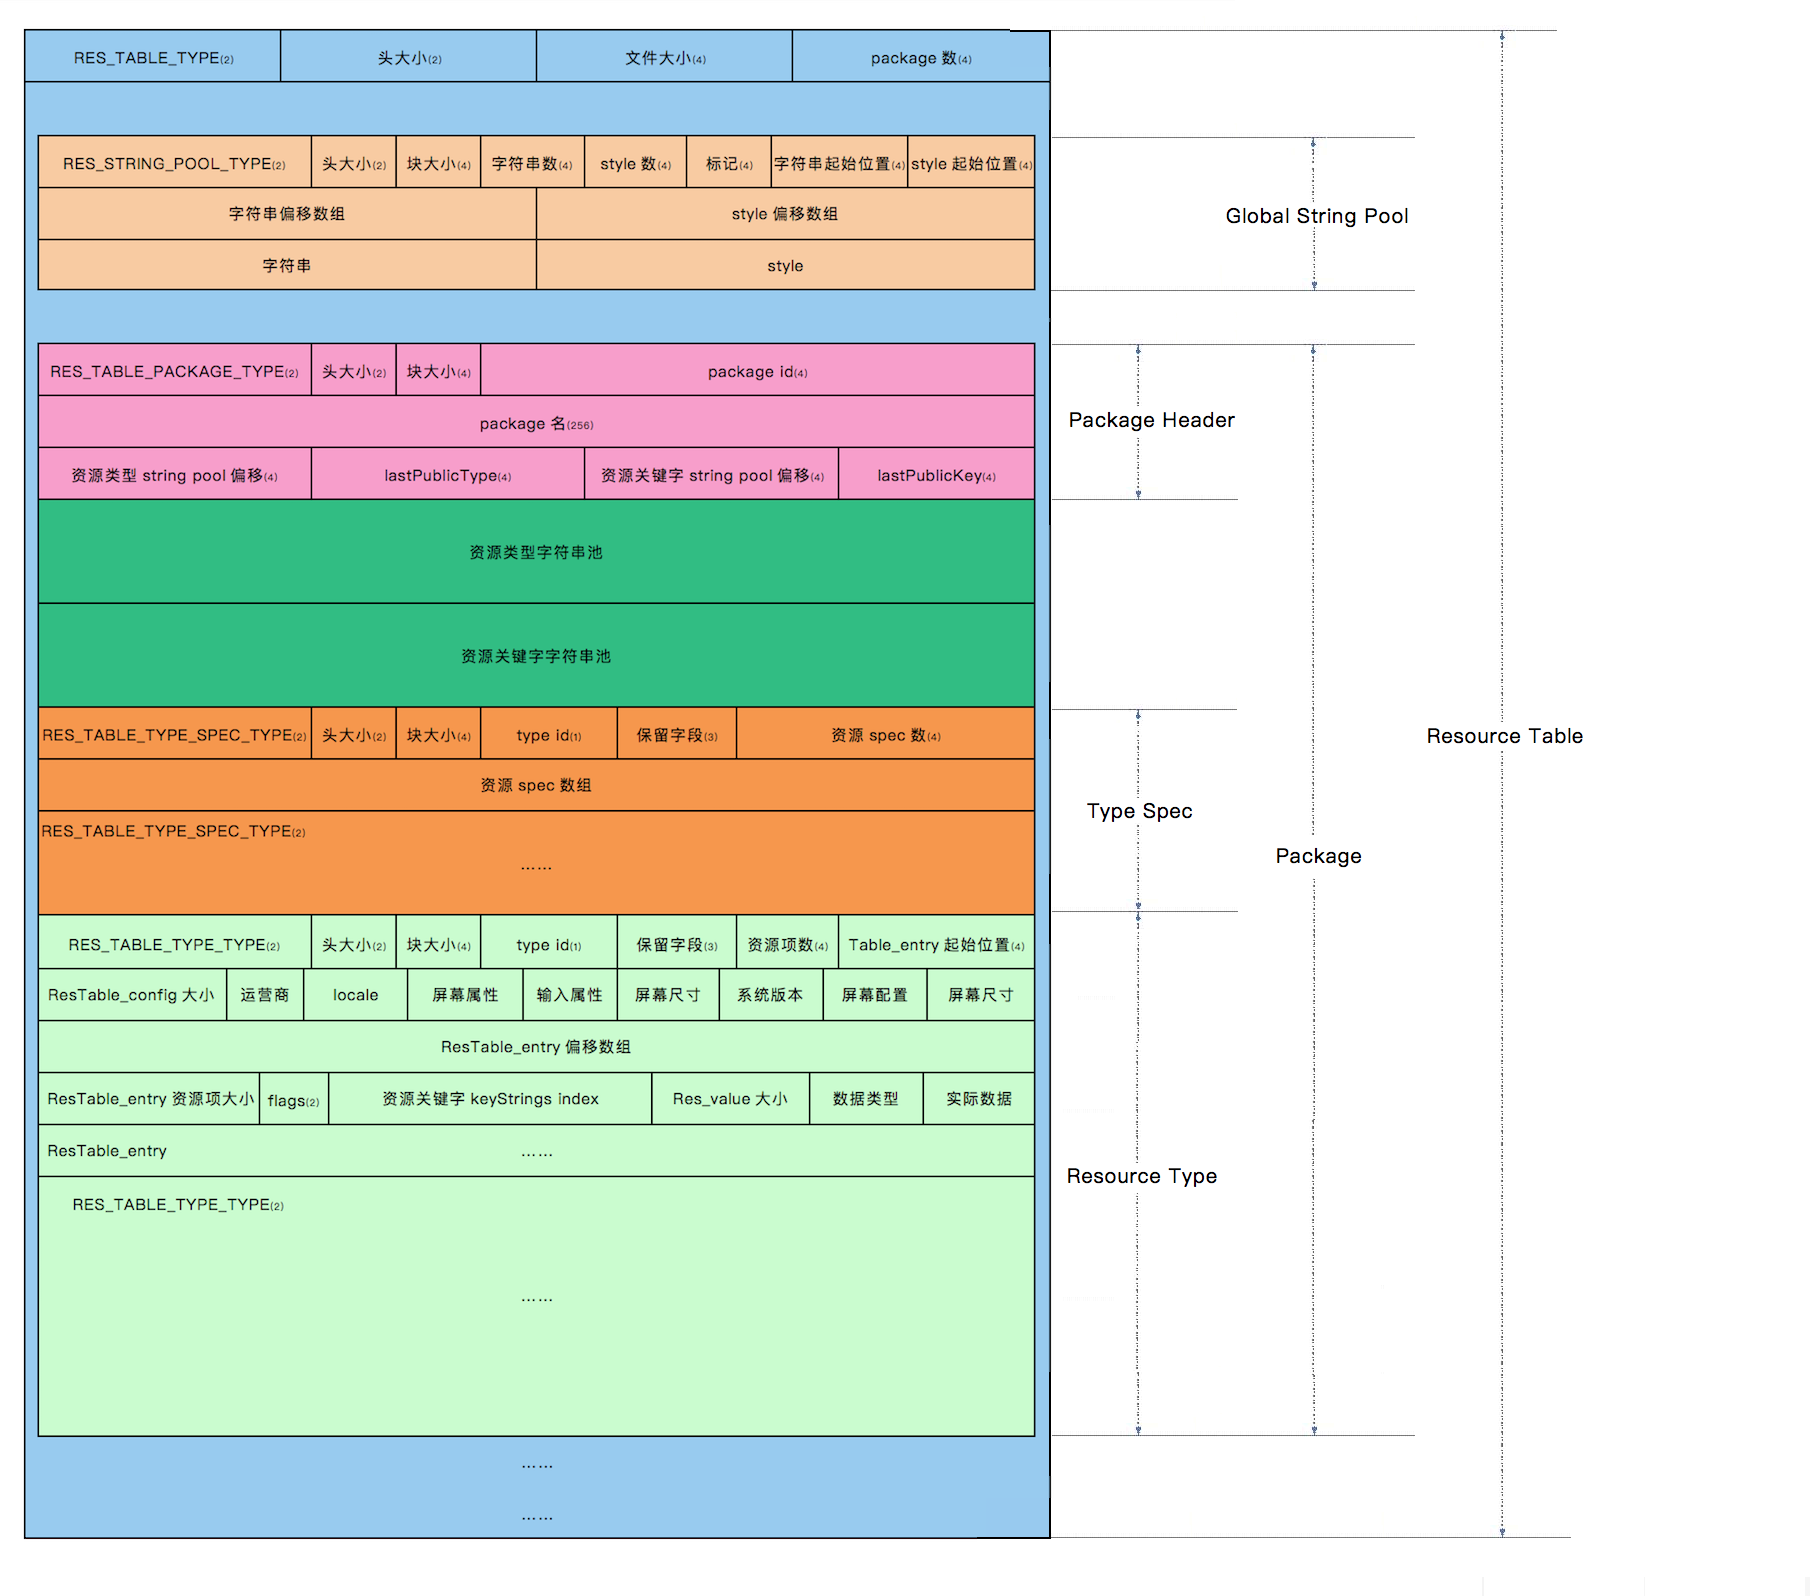 RES_TABLE_TYPE(2) 头大小(2) 文件大小(4) package 数(4)
RES_STRING_POOL_TYPE(2) 头大小(2) 块大小(4) 字符串数(4) style 数(4) 标记(4) 字符串起始位置(4) style 起始位置(4)
字符串偏移数组 style 偏移数组
Global String Pool
字符串 style
RES_TABLE_PACKAGE_TYPE(2) 头大小(2) 块大小(4) package id(4)
package 名(256)
Package Header
资源类型 string pool 偏移(4) lastPublicType(4) 资源关键字 string pool 偏移(4) lastPublicKey(4)
资源类型字符串池
资源关键字字符串池
RES_TABLE_TYPE_SPEC_TYPE(2) 头大小(2) 块大小(4) type id(1) 保留字段(3) 资源 spec 数(4)
Resource Table
资源 spec 数组
Type Spec
RES_TABLE_TYPE_SPEC_TYPE(2)
Package
……
RES_TABLE_TYPE_TYPE(2) 头大小(2) 块大小(4) type id(1) 保留字段(3) 资源项数(4) Table_entry 起始位置(4)
ResTable_config 大小 运营商 locale 屏幕属性 输入属性 屏幕尺寸 系统版本 屏幕配置 屏幕尺寸
ResTable_entry 偏移数组
ResTable_entry 资源项大小 flags(2) 资源关键字 keyStrings index Res_value 大小 数据类型 实际数据
ResTable_entry ……
Resource Type
RES_TABLE_TYPE_TYPE(2)
……
……
……